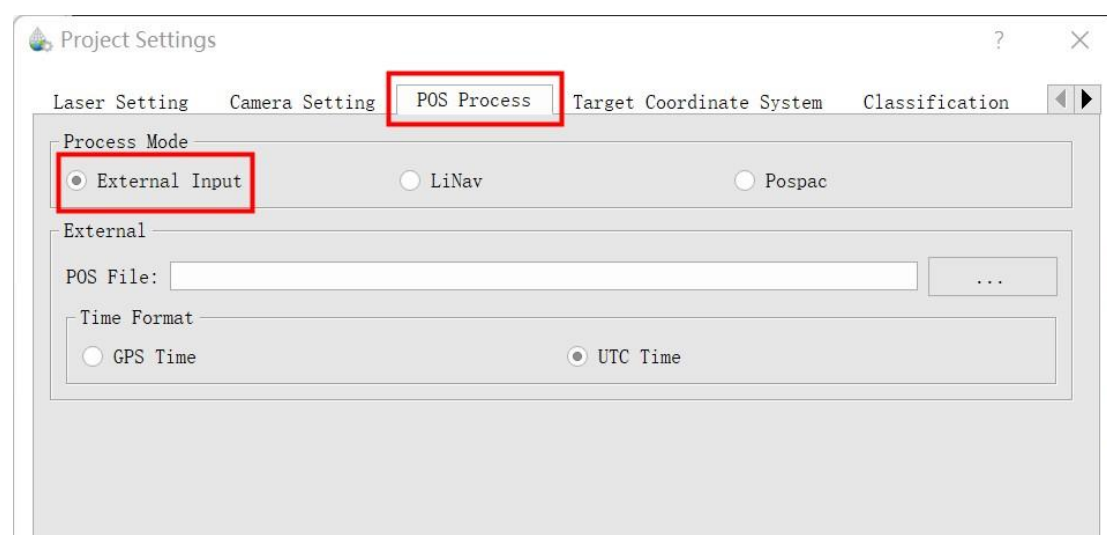 Project Settings
Laser Setting Camera Setting POS Process Target Coordinate System Classification
Process Mode
External Input LiNav Pospac
External
POS File: ...
Time Format
GPS Time UTC Time